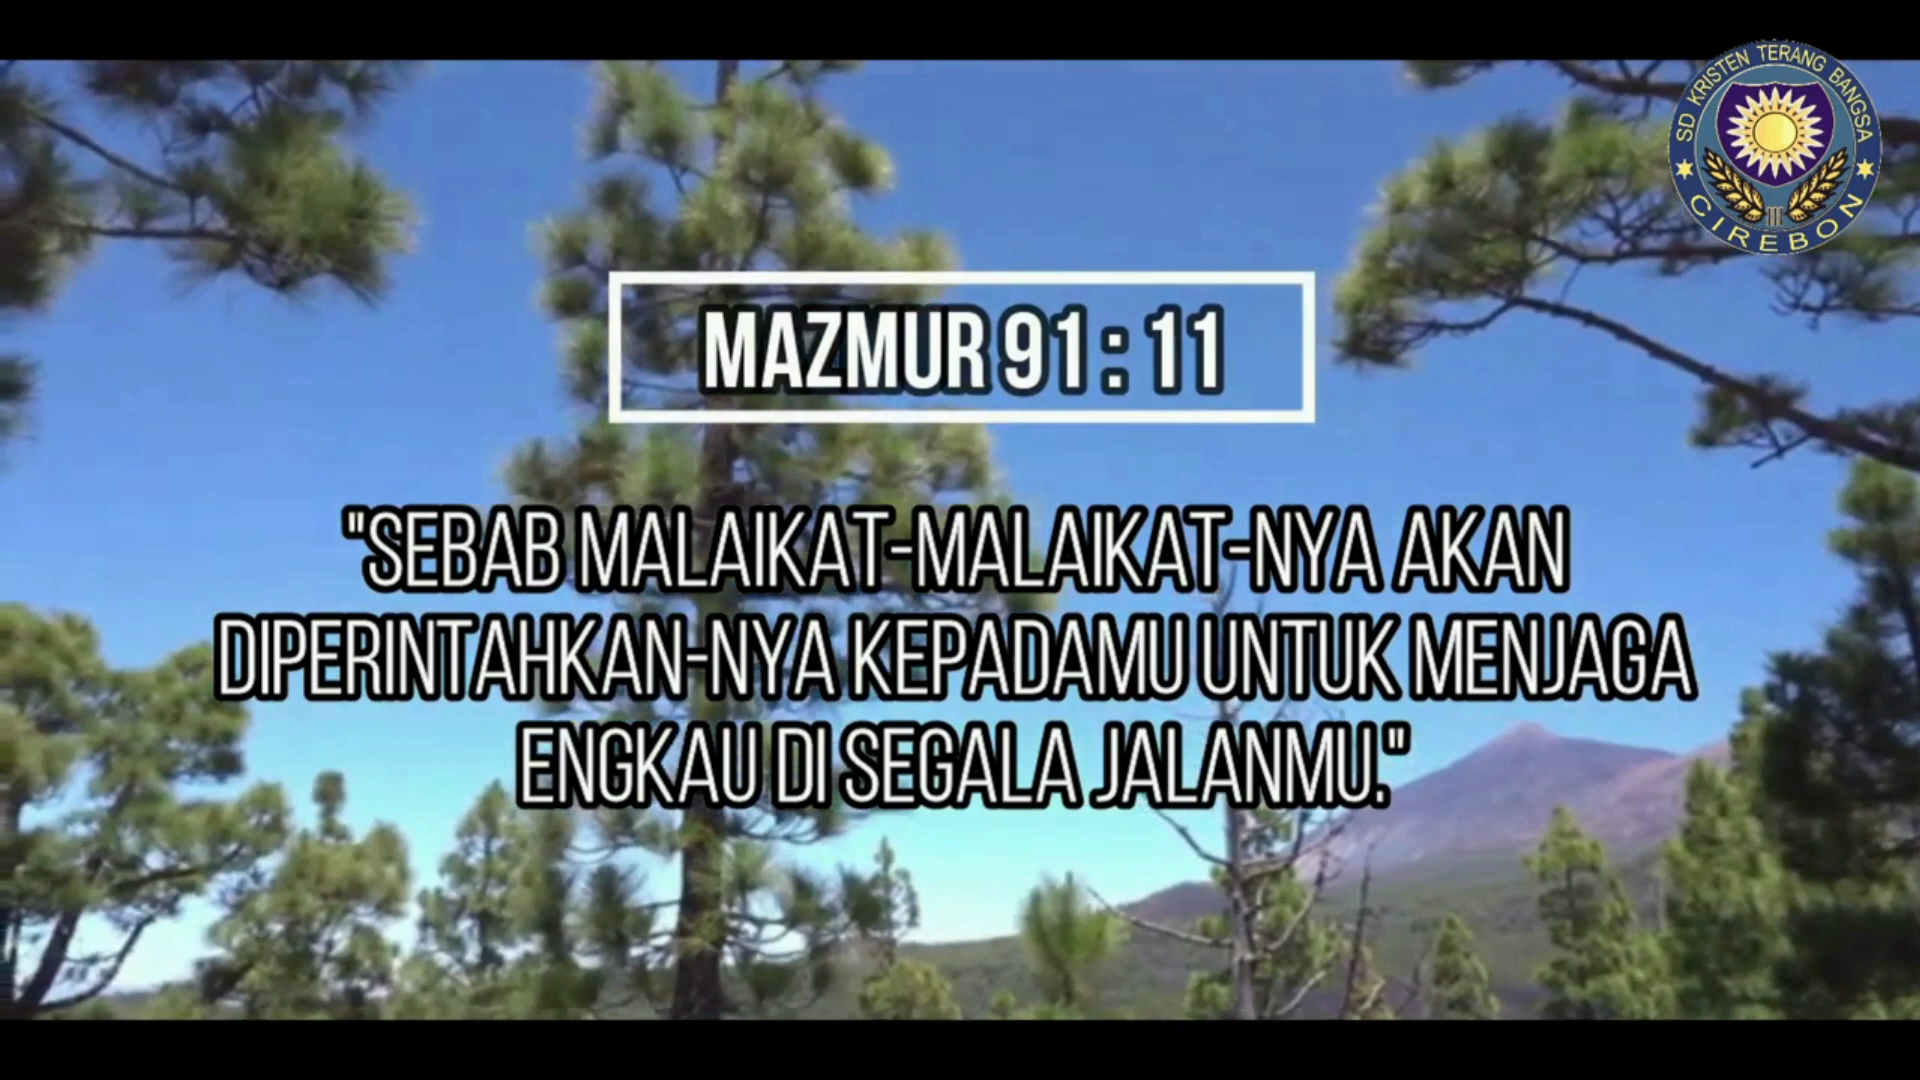 SD KRISTEN TERANG BANGSA
CIREBON
MAZMUR 91 : 11
"SEBAB MALAIKAT-MALAIKAT-NYA AKAN
DIPERINTAHKAN-NYA KEPADAMU UNTUK MENJAGA
ENGKAU DI SEGALA JALANMU."